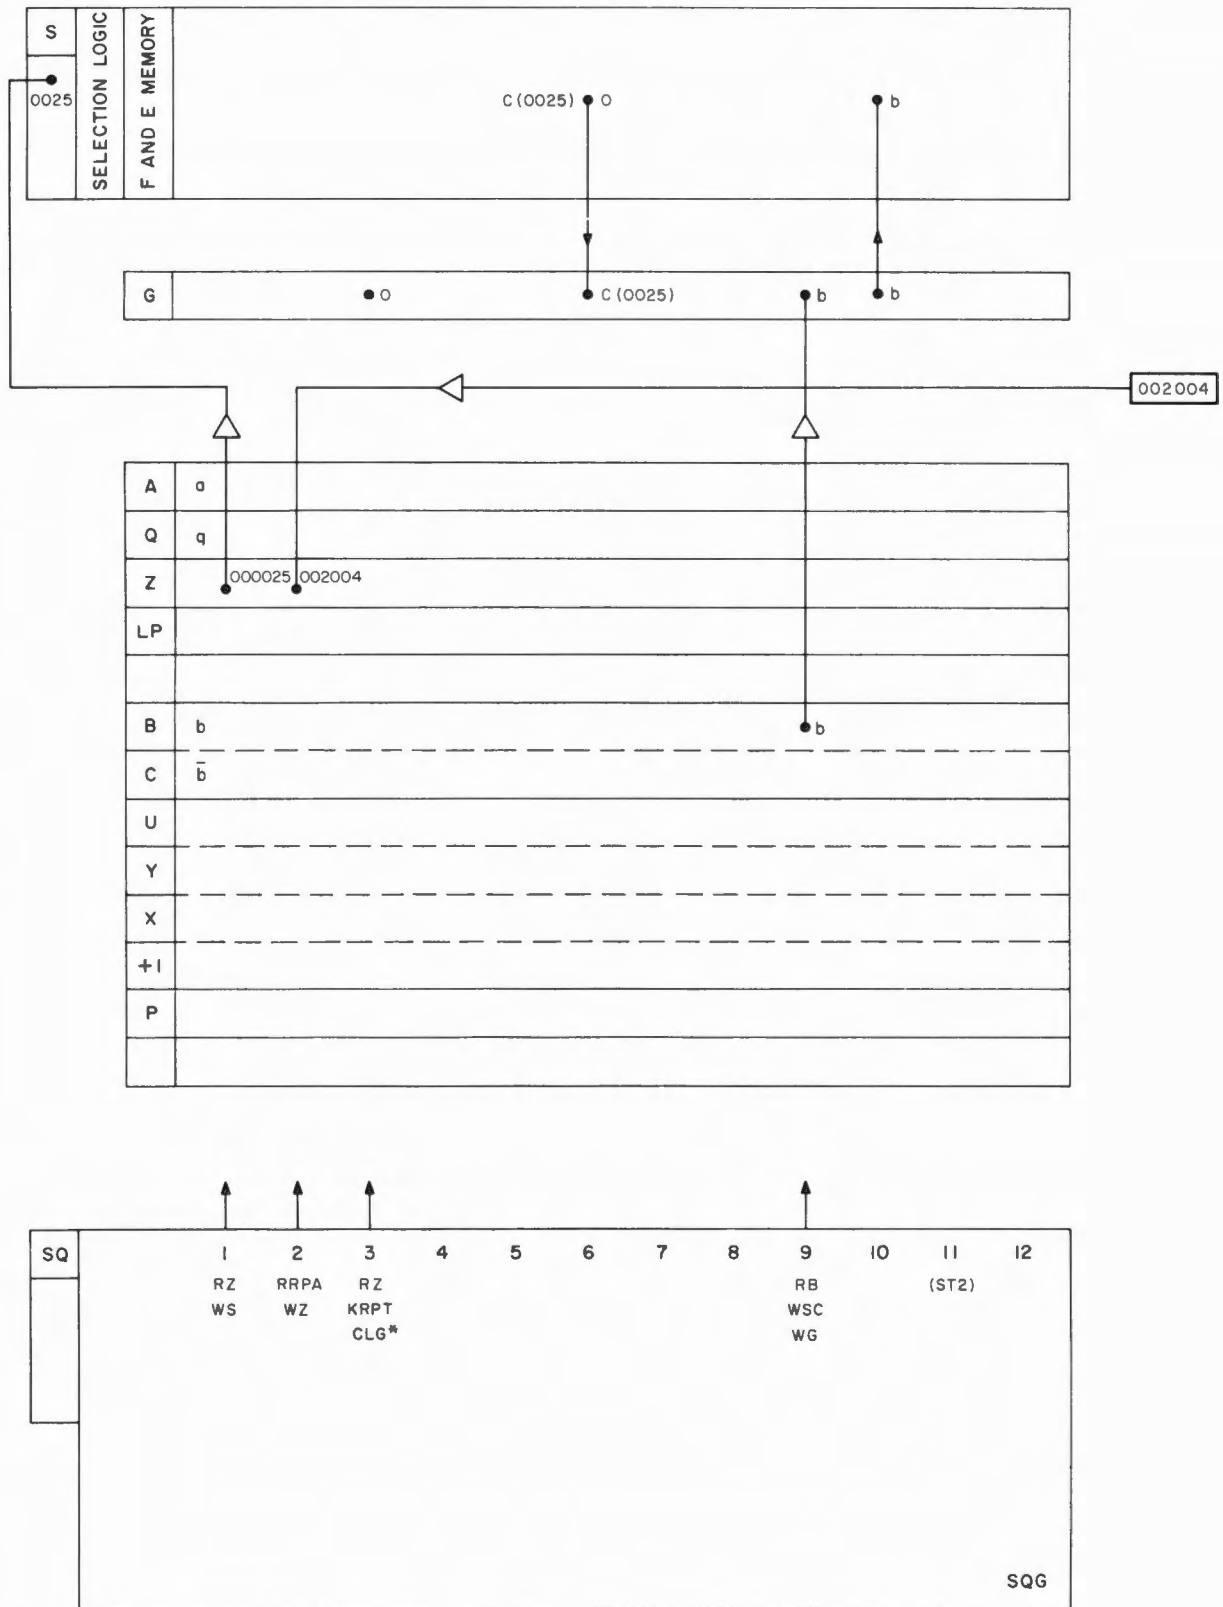 S
SELECTION LOGIC
F AND E MEMORY
0025
C(0025) 0
b
G
0
C(0025)
b
b
002004
A a
Q q
Z 000025 002004
LP
B b
b
C b̅
U
Y
X
+1
P
SQ
1 2 3 4 5 6 7 8 9 10 11 12
RZ RRPA RZ RB (ST2)
WS WZ KRPT WSC
CLG* WG
SQG